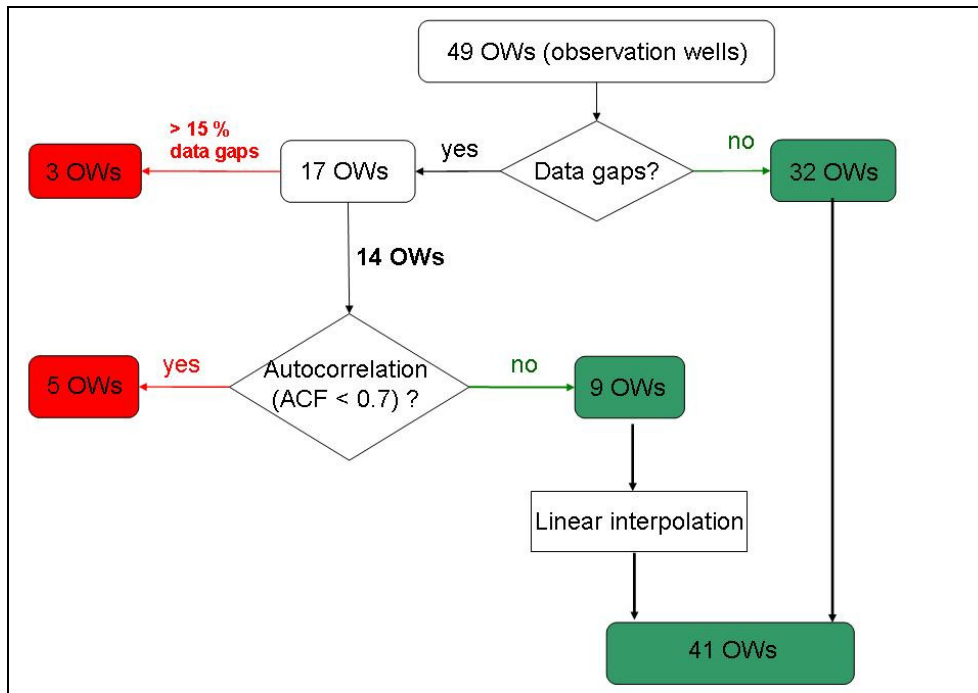 49 OWs (observation wells)
> 15 %
data gaps
3 OWs
17 OWs
yes
Data gaps?
no
32 OWs
14 OWs
5 OWs
yes
Autocorrelation
(ACF < 0.7) ?
no
9 OWs
Linear interpolation
41 OWs